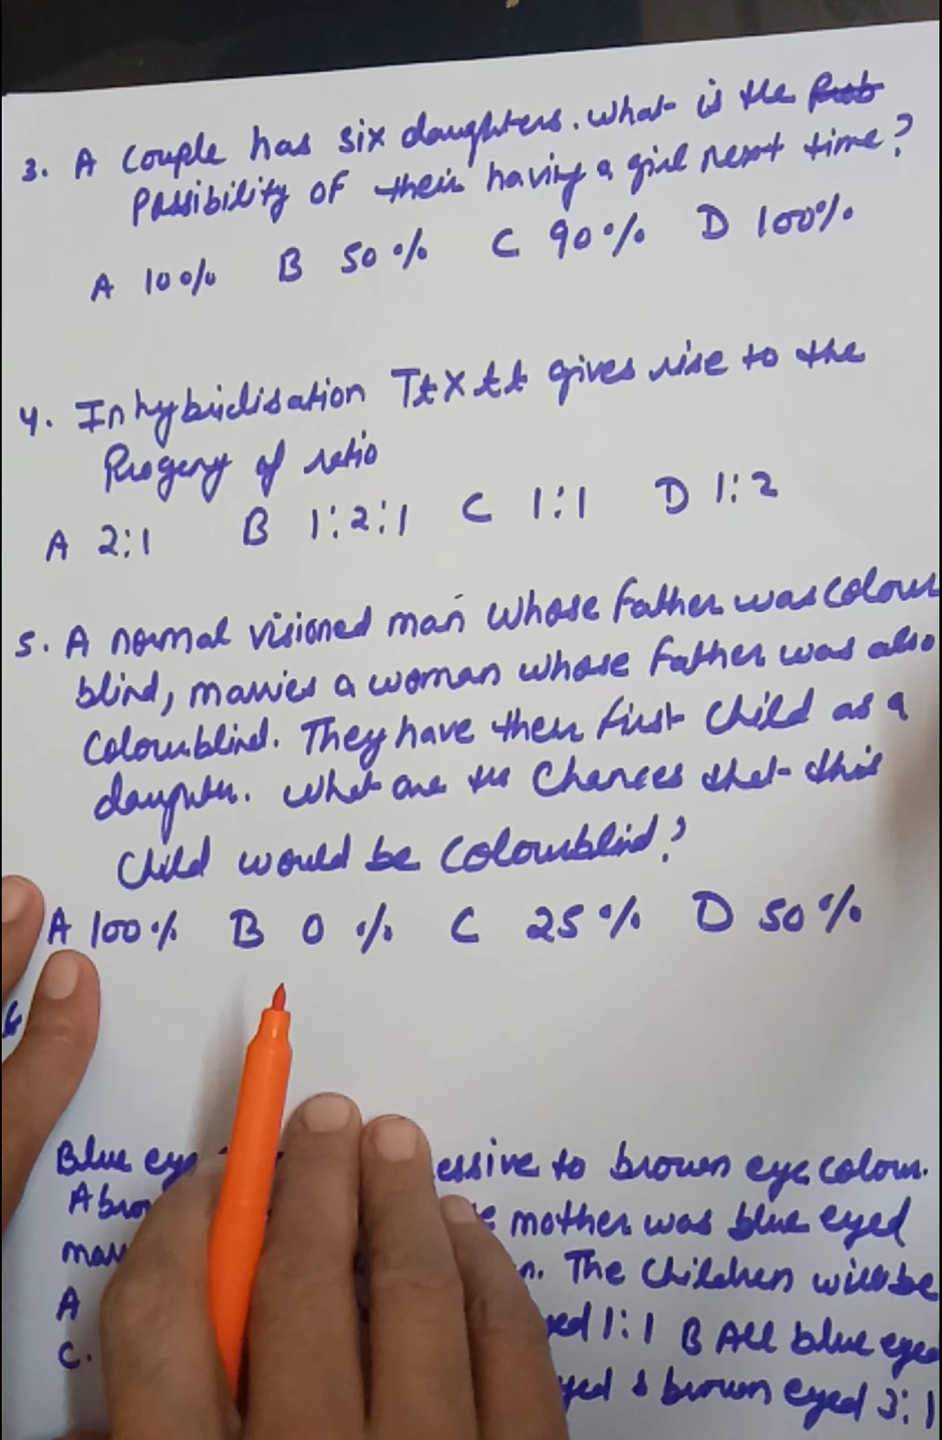 3. A Couple has six daughters. What is the Prob
Possibility of their having a girl next time?
A 10% B 50% C 90% D 100%
4. In hybridisation Tt X tt gives rise to the
Progeny of ratio
A 2:1 B 1:2:1 C 1:1 D 1:2
5. A normal visioned man whose Father was colour
blind, marries a woman whose Father was also
Colourblind. They have their First Child as a
daughter. What are the Chances that this
Child would be Colourblind?
A 100% B 0% C 25% D 50%
Blue essive to brown eye colour.
A mother was blue eyed
The Children will be
A 1:1 B All blue
C. & brown eyed 3:1